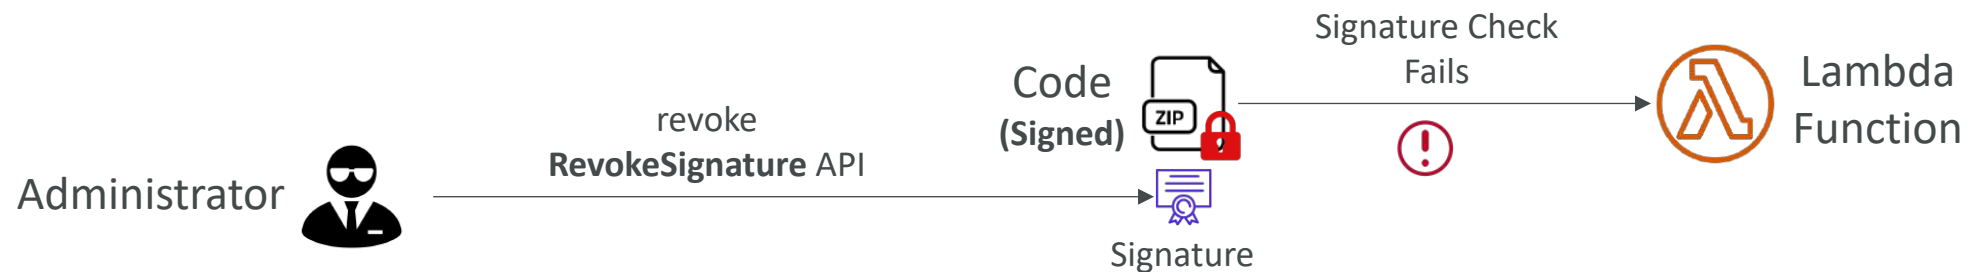 Administrator
revoke
RevokeSignature API
Code
(Signed)
ZIP
Signature
Signature Check
Fails
Lambda
Function